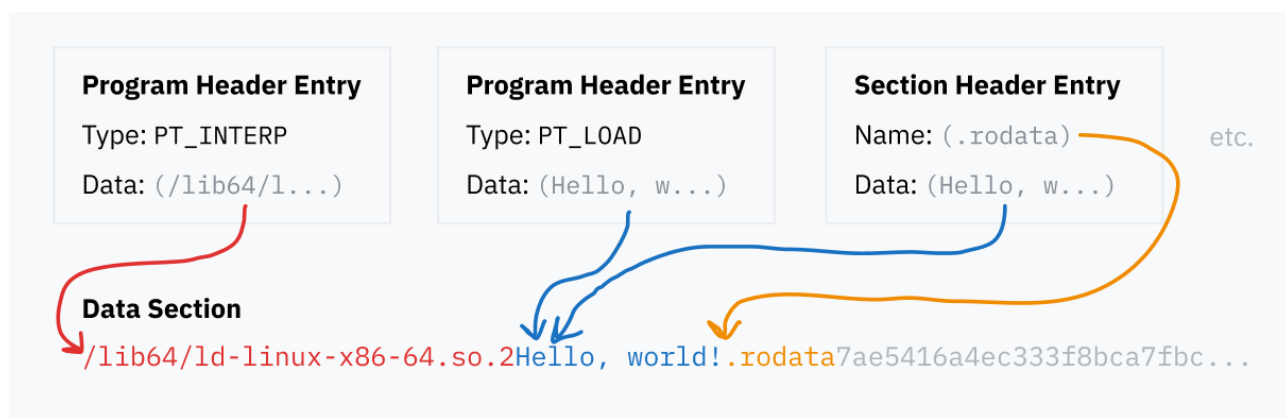 Program Header Entry
Type: PT_INTERP
Data: (/lib64/l...)
Program Header Entry
Type: PT_LOAD
Data: (Hello, w...)
Section Header Entry
Name: (.rodata)
Data: (Hello, w...)
etc.
Data Section
/lib64/ld-linux-x86-64.so.2Hello, world!.rodata7ae5416a4ec333f8bca7fbc...